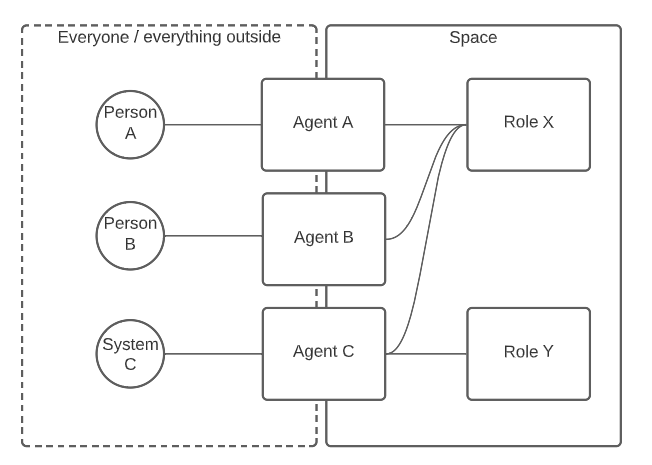 Everyone / everything outside
Space
Person
A
Agent A
Role X
Person
B
Agent B
System
C
Agent C
Role Y